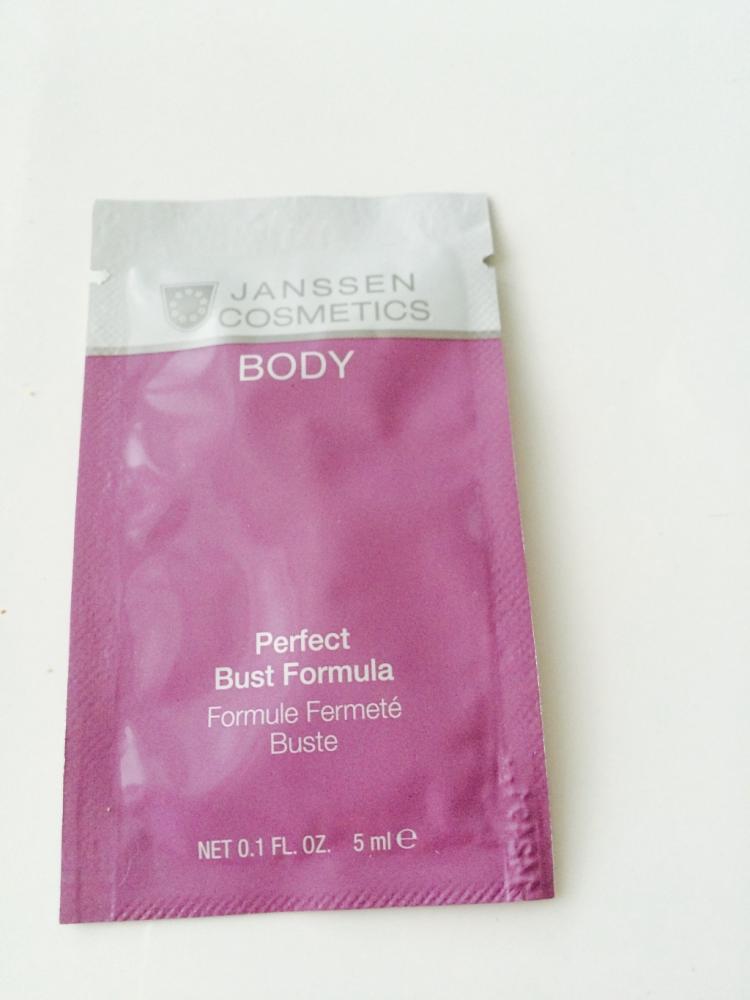 JANSSEN
COSMETICS
BODY
Perfect
Bust Formula
Formule Fermeté
Buste
NET 0.1 FL. OZ. 5 ml ℮